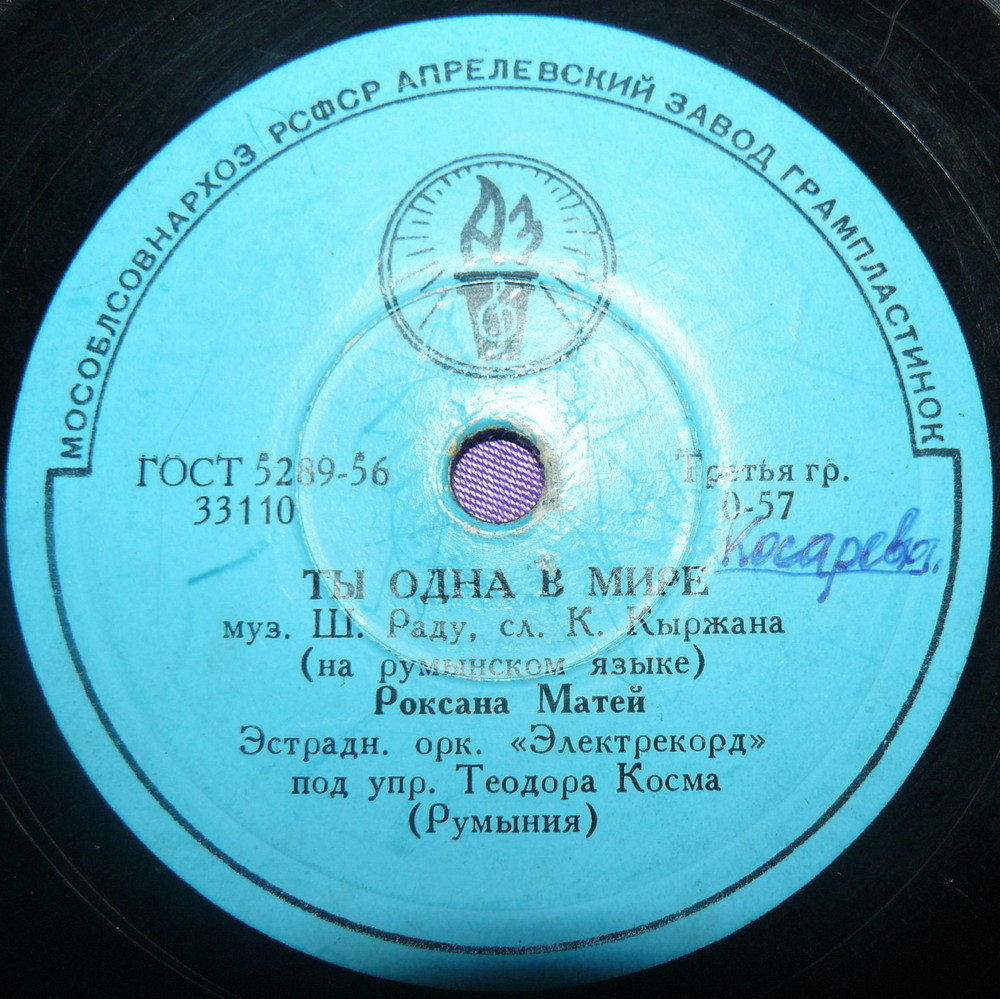 МОСОБЛСОВНАРХОЗ РСФСР АПРЕЛЕВСКИЙ ЗАВОД ГРАМПЛАСТИНОК
АЗ
ГОСТ 5289-56
33110
Третья гр.
0-57
Косарева.
ТЫ ОДНА В МИРЕ
муз. Ш. Раду, сл. К. Кыржана
(на румынском языке)
Роксана Матей
Эстрадн. орк. «Электрекорд»
под упр. Теодора Косма
(Румыния)